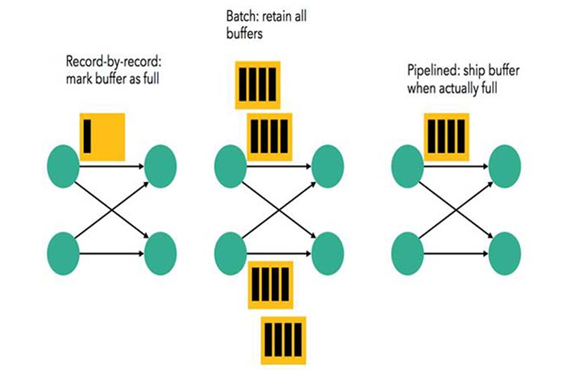 Record-by-record:
mark buffer as full
Batch: retain all
buffers
Pipelined: ship buffer
when actually full